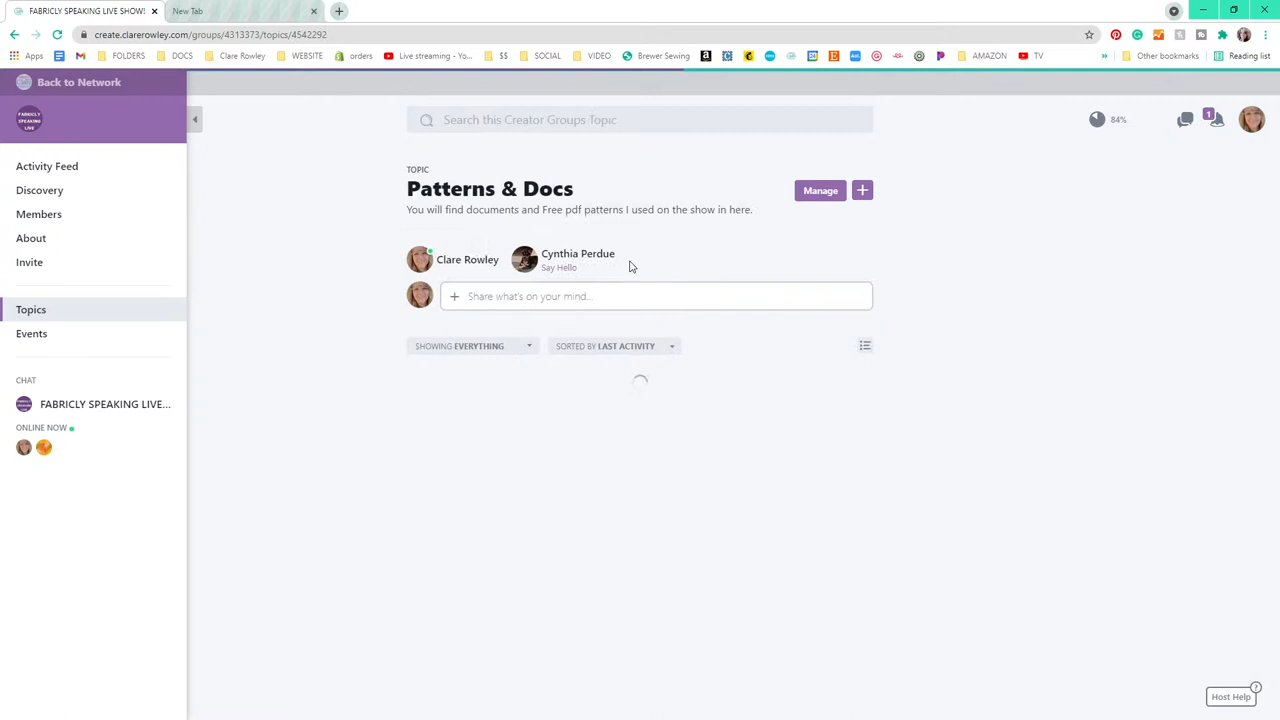 FABRICLY SPEAKING LIVE SHOW!
New Tab
create.clarerowley.com/groups/4313373/topics/4542292
Apps
FOLDERS
DOCS
Clare Rowley
WEBSITE
orders
Live streaming - Yo...
$$
SOCIAL
VIDEO
Brewer Sewing
AMAZON
TV
Other bookmarks
Reading list
Back to Network
FABRICLY SPEAKING LIVE
Search this Creator Groups Topic
84%
1
Activity Feed
Discovery
Members
About
Invite
Topics
Events
CHAT
FABRICLY SPEAKING LIVE...
ONLINE NOW
TOPIC
Patterns & Docs
Manage
You will find documents and Free pdf patterns I used on the show in here.
Clare Rowley
Cynthia Perdue
Say Hello
Share what's on your mind...
SHOWING EVERYTHING
SORTED BY LAST ACTIVITY
Host Help
?